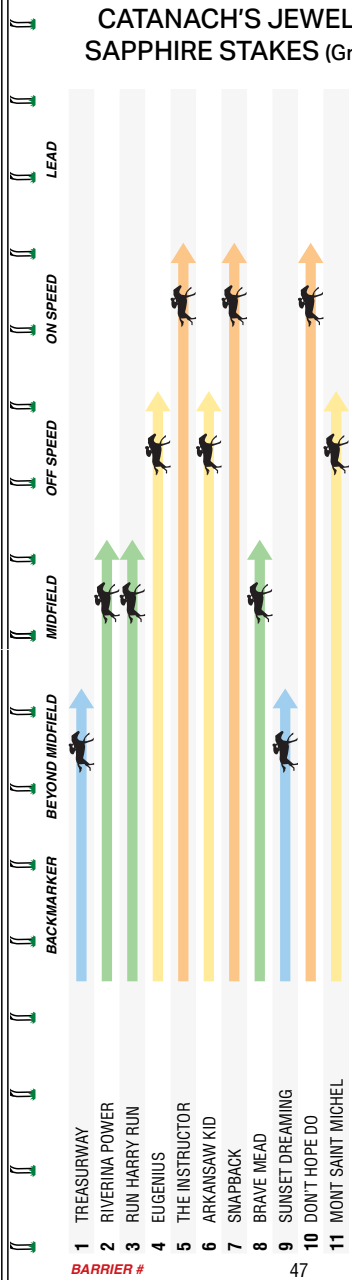 CATANACH'S JEWEL
SAPPHIRE STAKES (Gr
LEAD
ON SPEED
OFF SPEED
MIDFIELD
BEYOND MIDFIELD
BACKMARKER
1 TREASURWAY
2 RIVERINA POWER
3 RUN HARRY RUN
4 EUGENIUS
5 THE INSTRUCTOR
6 ARKANSAW KID
7 SNAPBACK
8 BRAVE MEAD
9 SUNSET DREAMING
10 DON'T HOPE DO
11 MONT SAINT MICHEL
BARRIER #
47